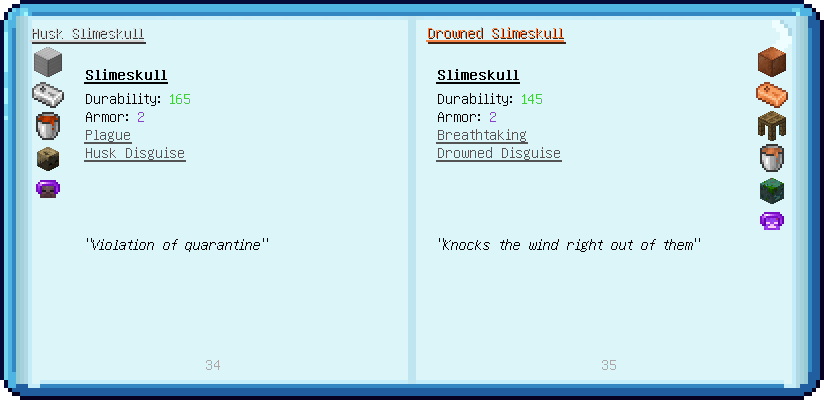 Husk Slimeskull
Slimeskull
Durability: 165
Armor: 2
Plague
Husk Disguise
"Violation of quarantine"
34
Drowned Slimeskull
Slimeskull
Durability: 145
Armor: 2
Breathtaking
Drowned Disguise
"Knocks the wind right out of them"
35